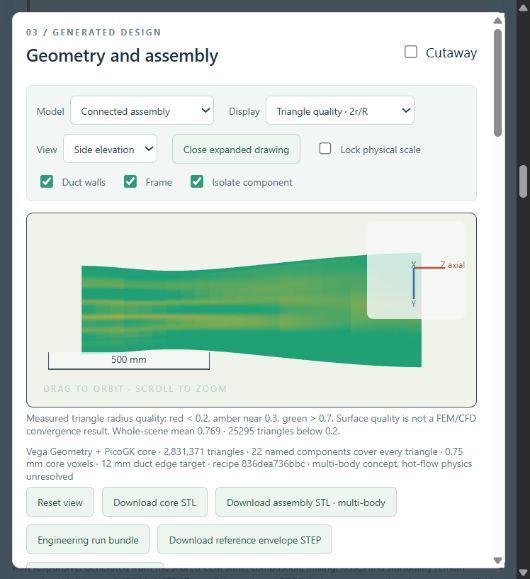 03 / GENERATED DESIGN
Geometry and assembly
Cutaway
Model Connected assembly Display Triangle quality · 2r/R
View Side elevation Close expanded drawing Lock physical scale
Duct walls Frame Isolate component
X Z axial
Y
500 mm
DRAG TO ORBIT · SCROLL TO ZOOM
Measured triangle radius quality: red < 0.2, amber near 0.3, green > 0.7. Surface quality is not a FEM/CFD
convergence result. Whole-scene mean 0.769 · 25295 triangles below 0.2.
Vega Geometry + PicoGK core · 2,831,371 triangles · 22 named components cover every triangle · 0.75
mm core voxels · 12 mm duct edge target · recipe 836dea736bbc · multi-body concept, hot-flow physics
unresolved
Reset view Download core STL Download assembly STL · multi-body
Engineering run bundle Download reference envelope STEP